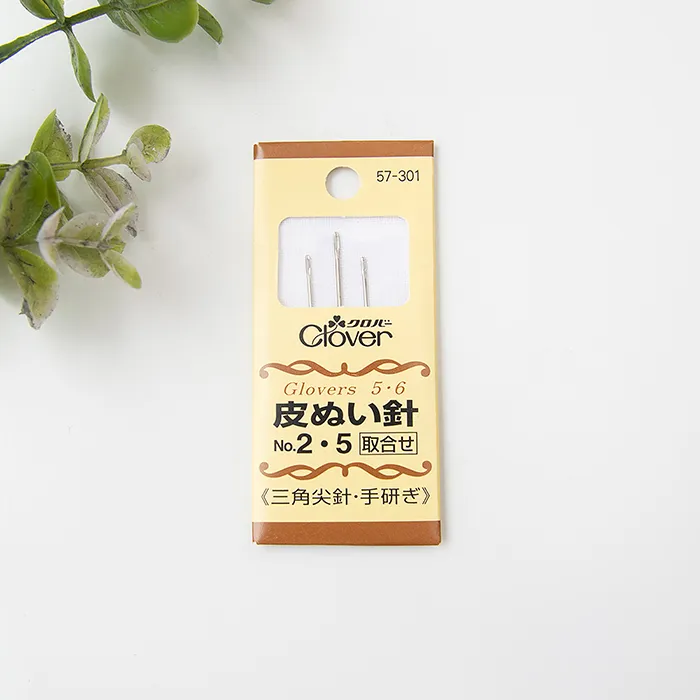 57-301
クロバー
Clover
Glovers 5・6
皮ぬい針
No.2・5 取合せ
《三角尖針・手研ぎ》